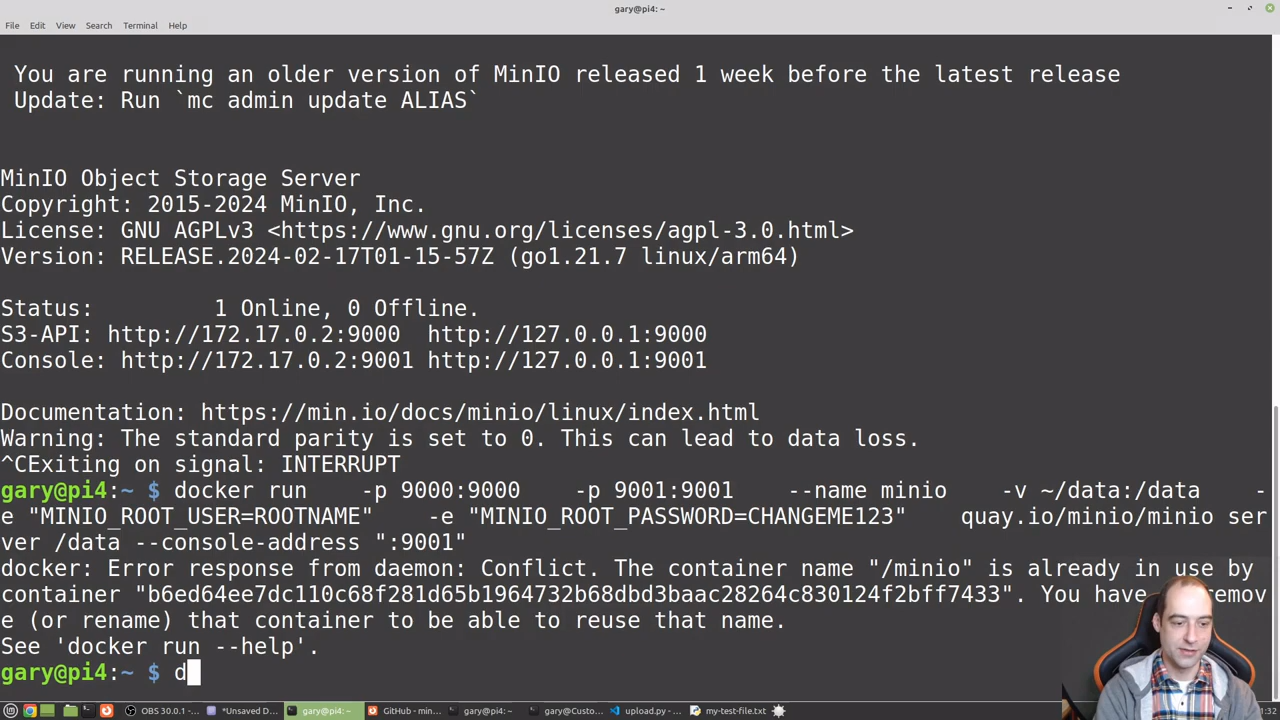 gary@pi4: ~
File Edit View Search Terminal Help
You are running an older version of MinIO released 1 week before the latest release
Update: Run `mc admin update ALIAS`
MinIO Object Storage Server
Copyright: 2015-2024 MinIO, Inc.
License: GNU AGPLv3 <https://www.gnu.org/licenses/agpl-3.0.html>
Version: RELEASE.2024-02-17T01-15-57Z (go1.21.7 linux/arm64)
Status:         1 Online, 0 Offline.
S3-API: http://172.17.0.2:9000  http://127.0.0.1:9000
Console: http://172.17.0.2:9001 http://127.0.0.1:9001
Documentation: https://min.io/docs/minio/linux/index.html
Warning: The standard parity is set to 0. This can lead to data loss.
^CExiting on signal: INTERRUPT
gary@pi4:~ $ docker run    -p 9000:9000    -p 9001:9001    --name minio    -v ~/data:/data    -
e "MINIO_ROOT_USER=ROOTNAME"    -e "MINIO_ROOT_PASSWORD=CHANGEME123"    quay.io/minio/minio ser
ver /data --console-address ":9001"
docker: Error response from daemon: Conflict. The container name "/minio" is already in use by
container "b6ed64ee7dc110c68f281d65b1964732b68dbd3baac28264c830124f2bff7433". You have remov
e (or rename) that container to be able to reuse that name.
See 'docker run --help'.
gary@pi4:~ $ d
OBS 30.0.1 -... *Unsaved D... gary@pi4: ~ GitHub - min... gary@pi4: ~ gary@Custo... upload.py - ... my-test-file.txt 1:32